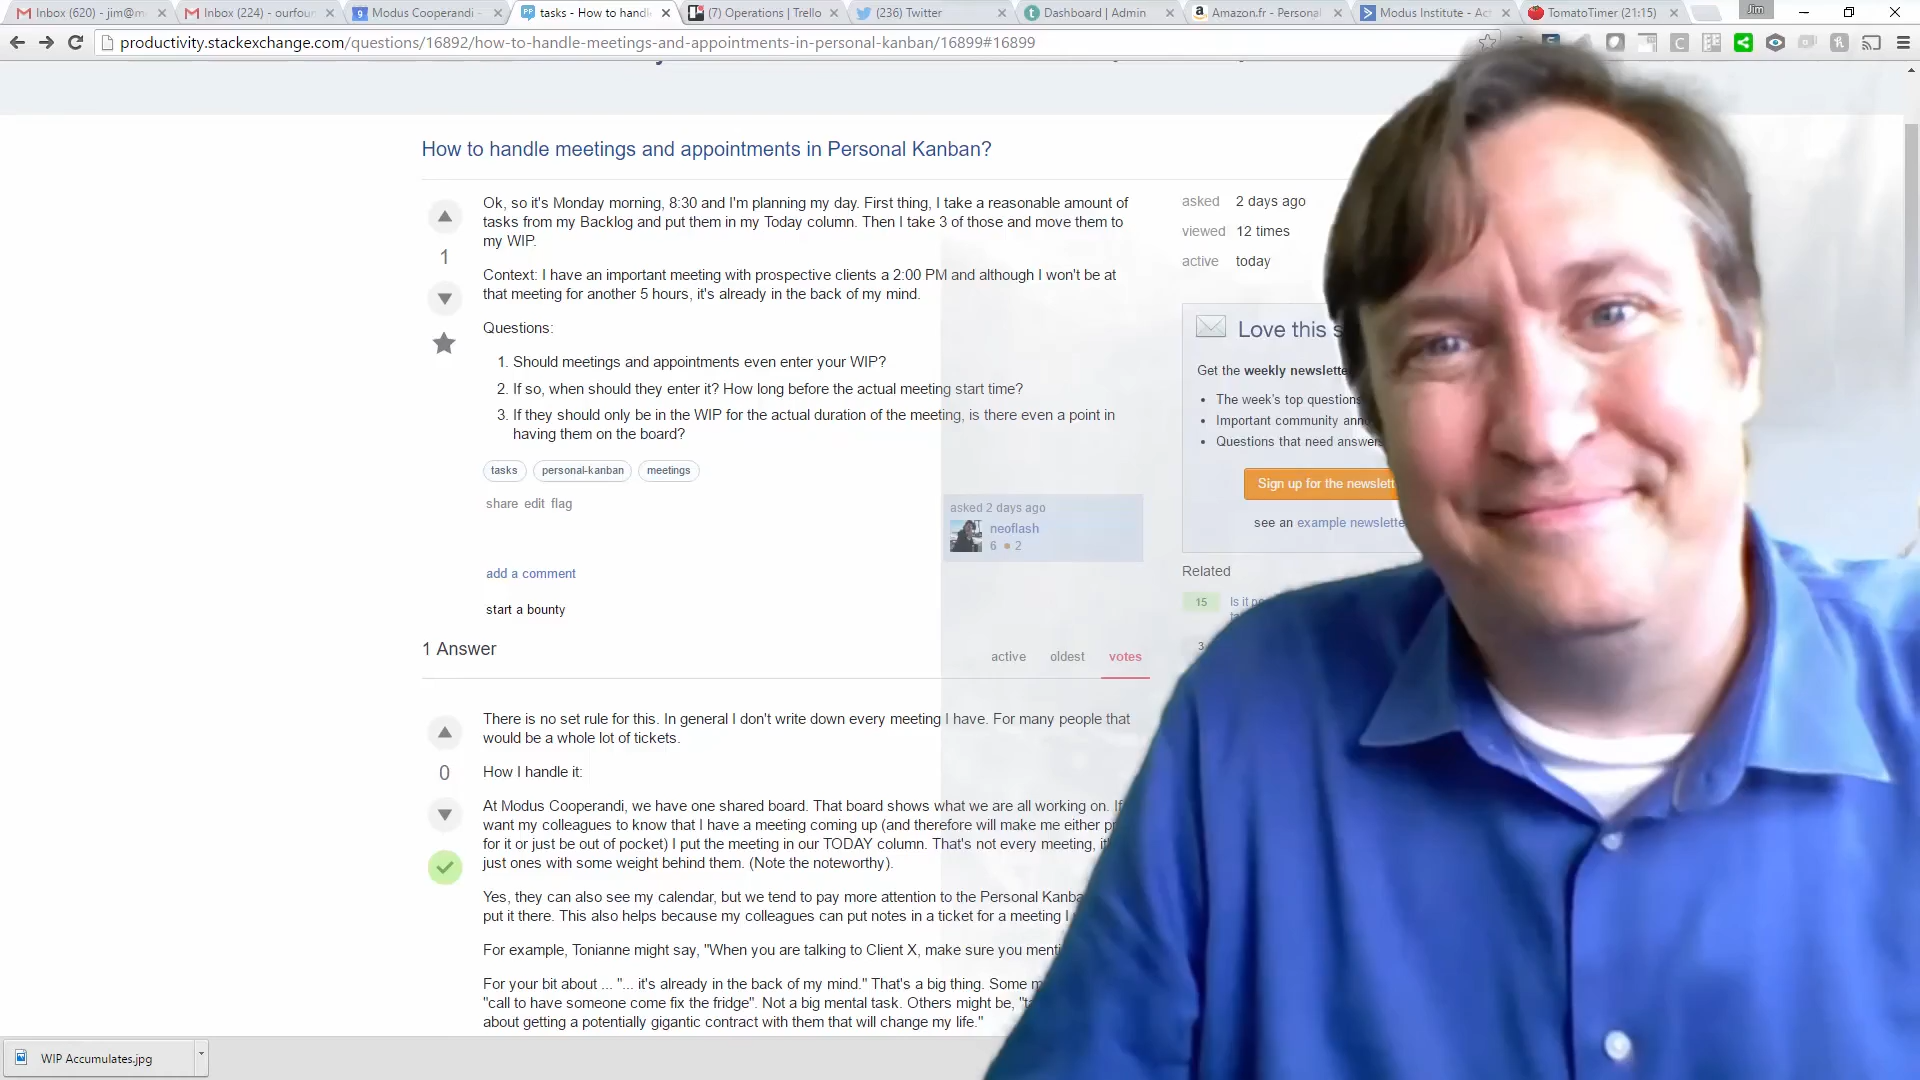 Inbox (620) - jim@m
Inbox (224) - ourfou
Modus Cooperandi -
tasks - How to handl
(7) Operations | Trello
(236) Twitter
Dashboard | Admin
Amazon.fr - Personal
Modus Institute - Ac
TomatoTimer (21:15)
Jim
productivity.stackexchange.com/questions/16892/how-to-handle-meetings-and-appointments-in-personal-kanban/16899#16899
How to handle meetings and appointments in Personal Kanban?
Ok, so it's Monday morning, 8:30 and I'm planning my day. First thing, I take a reasonable amount of
tasks from my Backlog and put them in my Today column. Then I take 3 of those and move them to
my WIP.
1
Context: I have an important meeting with prospective clients a 2:00 PM and although I won't be at
that meeting for another 5 hours, it's already in the back of my mind.
Questions:
1. Should meetings and appointments even enter your WIP?
2. If so, when should they enter it? How long before the actual meeting start time?
3. If they should only be in the WIP for the actual duration of the meeting, is there even a point in
having them on the board?
tasks personal-kanban meetings
share edit flag
asked 2 days ago
neoflash
6 2
add a comment
start a bounty
1 Answer
active oldest votes
There is no set rule for this. In general I don't write down every meeting I have. For many people that
would be a whole lot of tickets.
0
How I handle it:
At Modus Cooperandi, we have one shared board. That board shows what we are all working on.
want my colleagues to know that I have a meeting coming up (and therefore will make me either
for it or just be out of pocket) I put the meeting in our TODAY column. That's not every meeting,
just ones with some weight behind them. (Note the noteworthy).
Yes, they can also see my calendar, but we tend to pay more attention to the Personal Kanba
put it there. This also helps because my colleagues can put notes in a ticket for a meeting I
For example, Tonianne might say, "When you are talking to Client X, make sure you menti
For your bit about ... "... it's already in the back of my mind." That's a big thing. Some
"call to have someone come fix the fridge". Not a big mental task. Others might be,
about getting a potentially gigantic contract with them that will change my life."
asked 2 days ago
viewed 12 times
active today
Love this s
Get the weekly newslette
The week's top question
Important community ann
Questions that need answers
Sign up for the newslett
see an example newslette
Related
15 Is it
3
WIP Accumulates.jpg